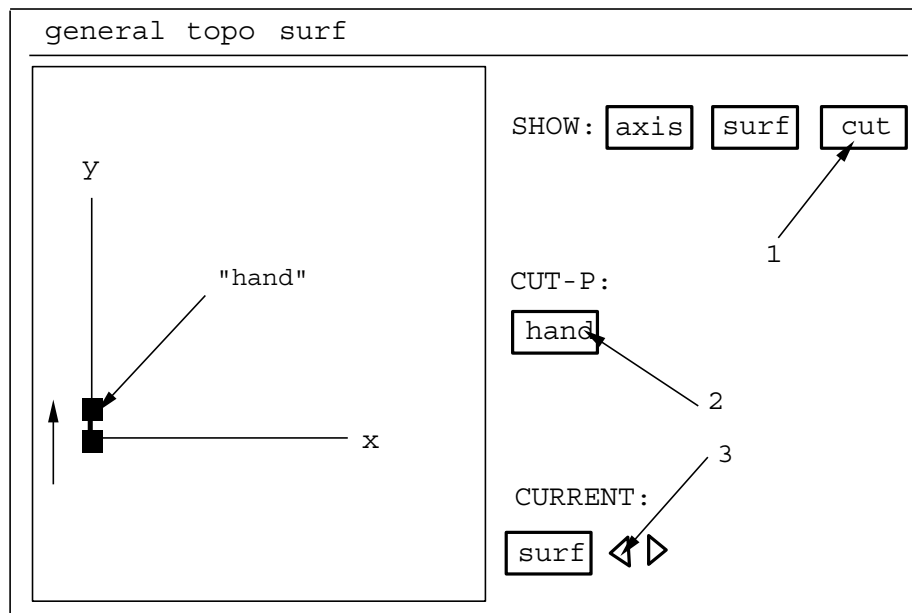 general topo surf
SHOW: axis surf cut
y
1
"hand"
CUT-P:
hand
2
x
3
CURRENT:
surf